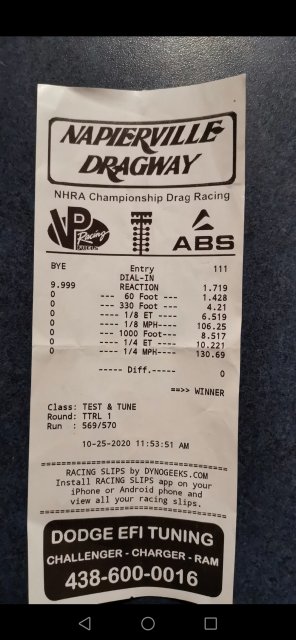 NAPIERVILLE
DRAGWAY
NHRA Championship Drag Racing
VP Racing
ABS
BYE Entry 111
DIAL-IN
9.999 REACTION 1.719
0 --- 60 Foot ---- 1.428
0 --- 330 Foot ---- 4.21
0 ---- 1/8 ET---- 6.519
0 ---- 1/8 MPH---- 106.25
0 --- 1000 Foot---- 8.517
0 ---- 1/4 ET---- 10.221
0 ---- 1/4 MPH---- 130.69
----- Diff.----- 0
==>> WINNER
Class: TEST & TUNE
Round: TTRL 1
Run : 569/570
10-25-2020 11:53:51 AM
RACING SLIPS by DYNOGEEKS.COM
Install RACING SLIPS app on your
iPhone or Android phone and
view all your racing slips.
DODGE EFI TUNING
CHALLENGER - CHARGER - RAM
438-600-0016